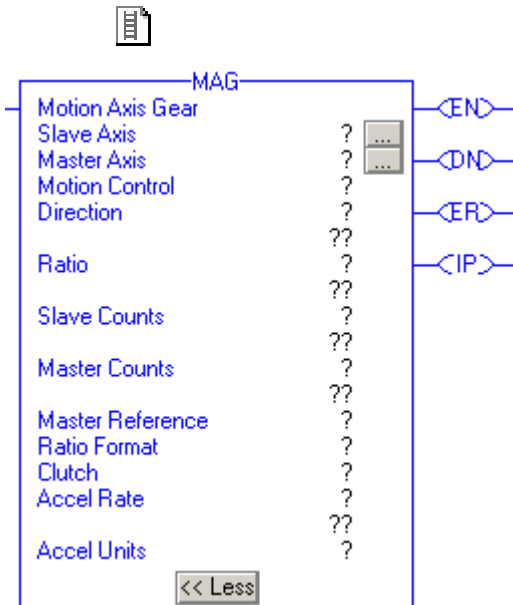 MAG
Motion Axis Gear EN
Slave Axis ? ...
Master Axis ? ... DN
Motion Control ?
Direction ? ER
??
Ratio ? IP
??
Slave Counts ?
??
Master Counts ?
??
Master Reference ?
Ratio Format ?
Clutch ?
Accel Rate ?
??
Accel Units ?
<< Less